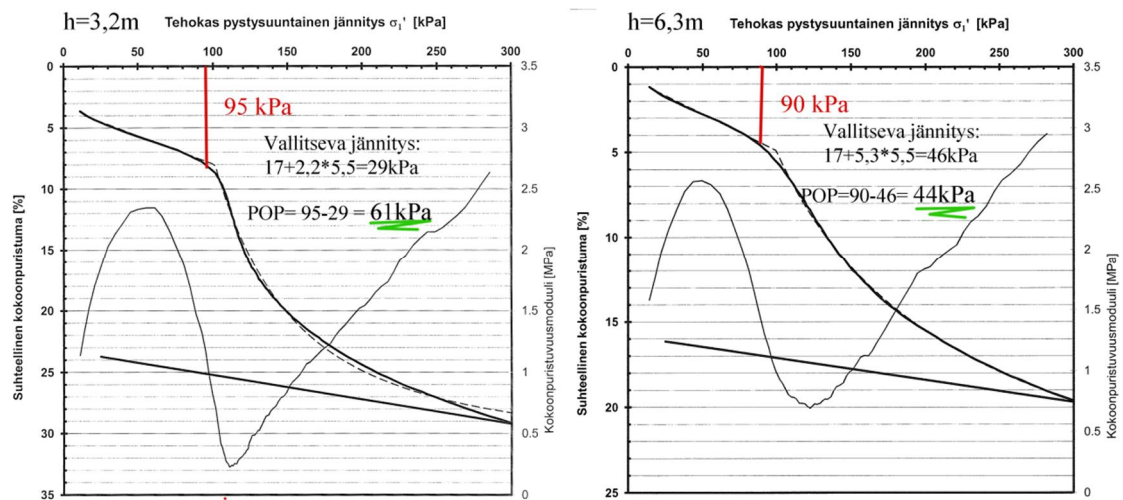 h=3,2m
Tehokas pystysuuntainen jännitys σ₁' [kPa]
0 50 100 150 200 250 300
0
5
10
15
20
25
30
35
Suhteellinen kokoonpuristuma [%]
3.5
3
2.5
2
1.5
1
0.5
0
Kokoonpuristuvuusmoduuli [MPa]
95 kPa
Vallitseva jännitys:
17+2,2*5,5=29kPa
POP= 95-29 = 61kPa
h=6,3m
Tehokas pystysuuntainen jännitys σ₁' [kPa]
0 50 100 150 200 250 300
0
5
10
15
20
25
Suhteellinen kokoonpuristuma [%]
3.5
3
2.5
2
1.5
1
0.5
0
Kokoonpuristuvuusmoduuli [MPa]
90 kPa
Vallitseva jännitys:
17+5,3*5,5=46kPa
POP=90-46= 44kPa